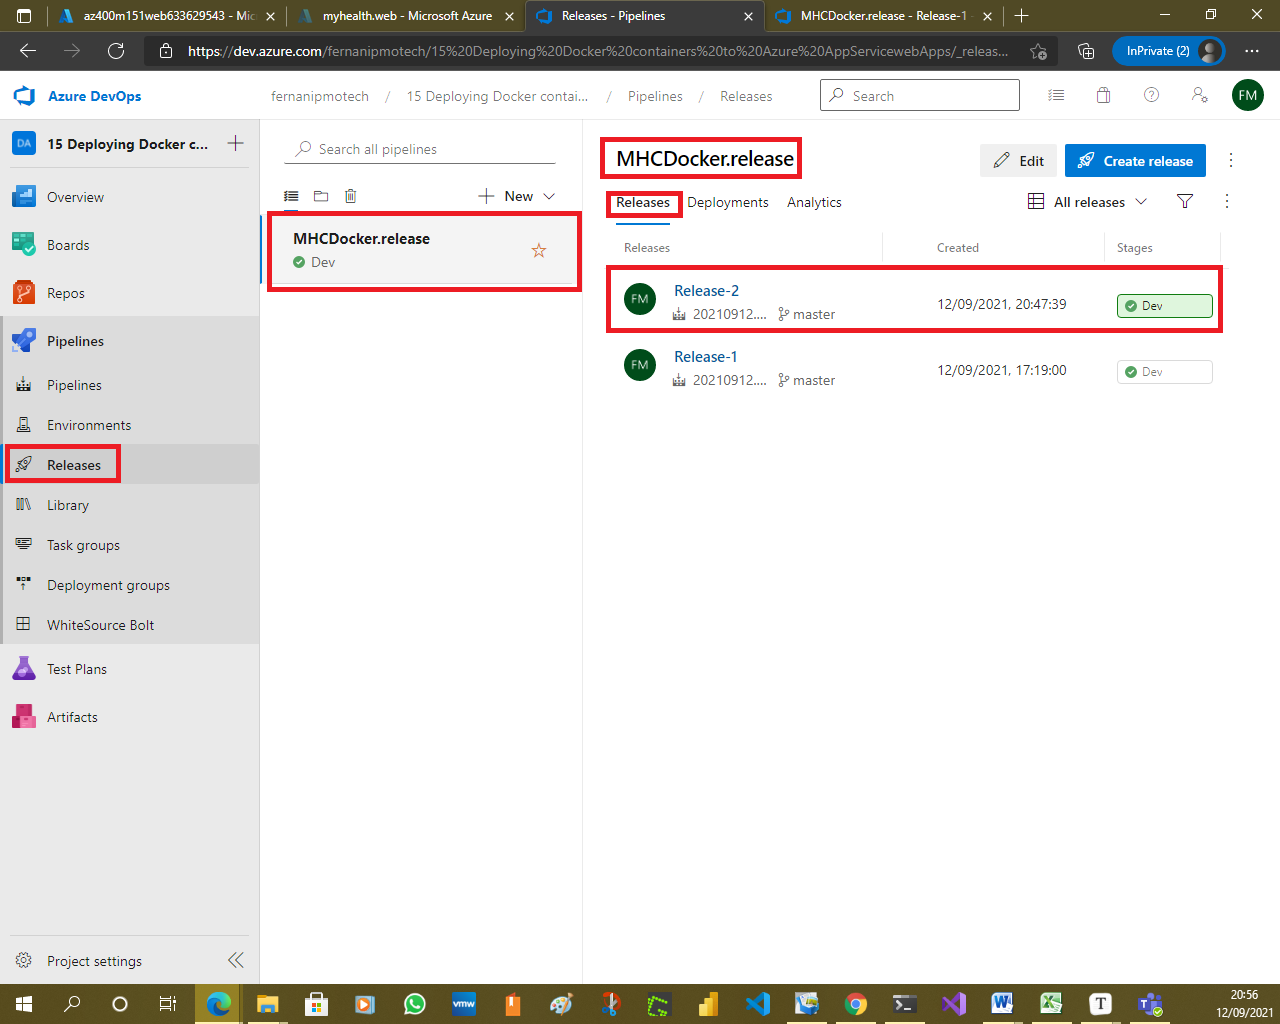 az400m151web633629543 - Mic
myhealth.web - Microsoft Azure
Releases - Pipelines
MHCDocker.release - Release-1 -
https://dev.azure.com/fernanipmotech/15%20Deploying%20Docker%20containers%20to%20Azure%20AppServicewebApps/_releas...
InPrivate (2)
Azure DevOps
fernanipmotech / 15 Deploying Docker contai... / Pipelines / Releases
Search
FM
DA
15 Deploying Docker c...
Overview
Boards
Repos
Pipelines
Pipelines
Environments
Releases
Library
Task groups
Deployment groups
WhiteSource Bolt
Test Plans
Artifacts
Project settings
Search all pipelines
New
MHCDocker.release
Dev
MHCDocker.release
Edit
Create release
Releases
Deployments
Analytics
All releases
Releases
Created
Stages
FM
Release-2
20210912....
master
12/09/2021, 20:47:39
Dev
FM
Release-1
20210912....
master
12/09/2021, 17:19:00
Dev
vmw
T
20:56
12/09/2021